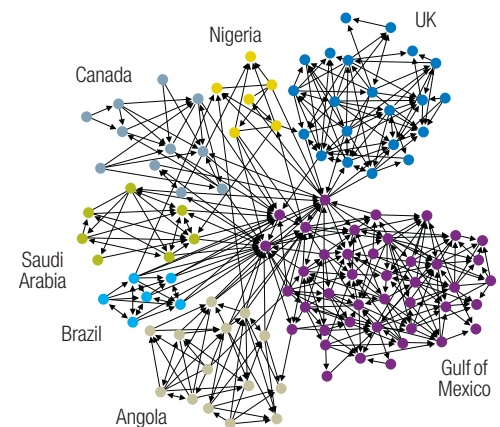 UK
Nigeria
Canada
Saudi
Arabia
Brazil
Angola
Gulf of
Mexico